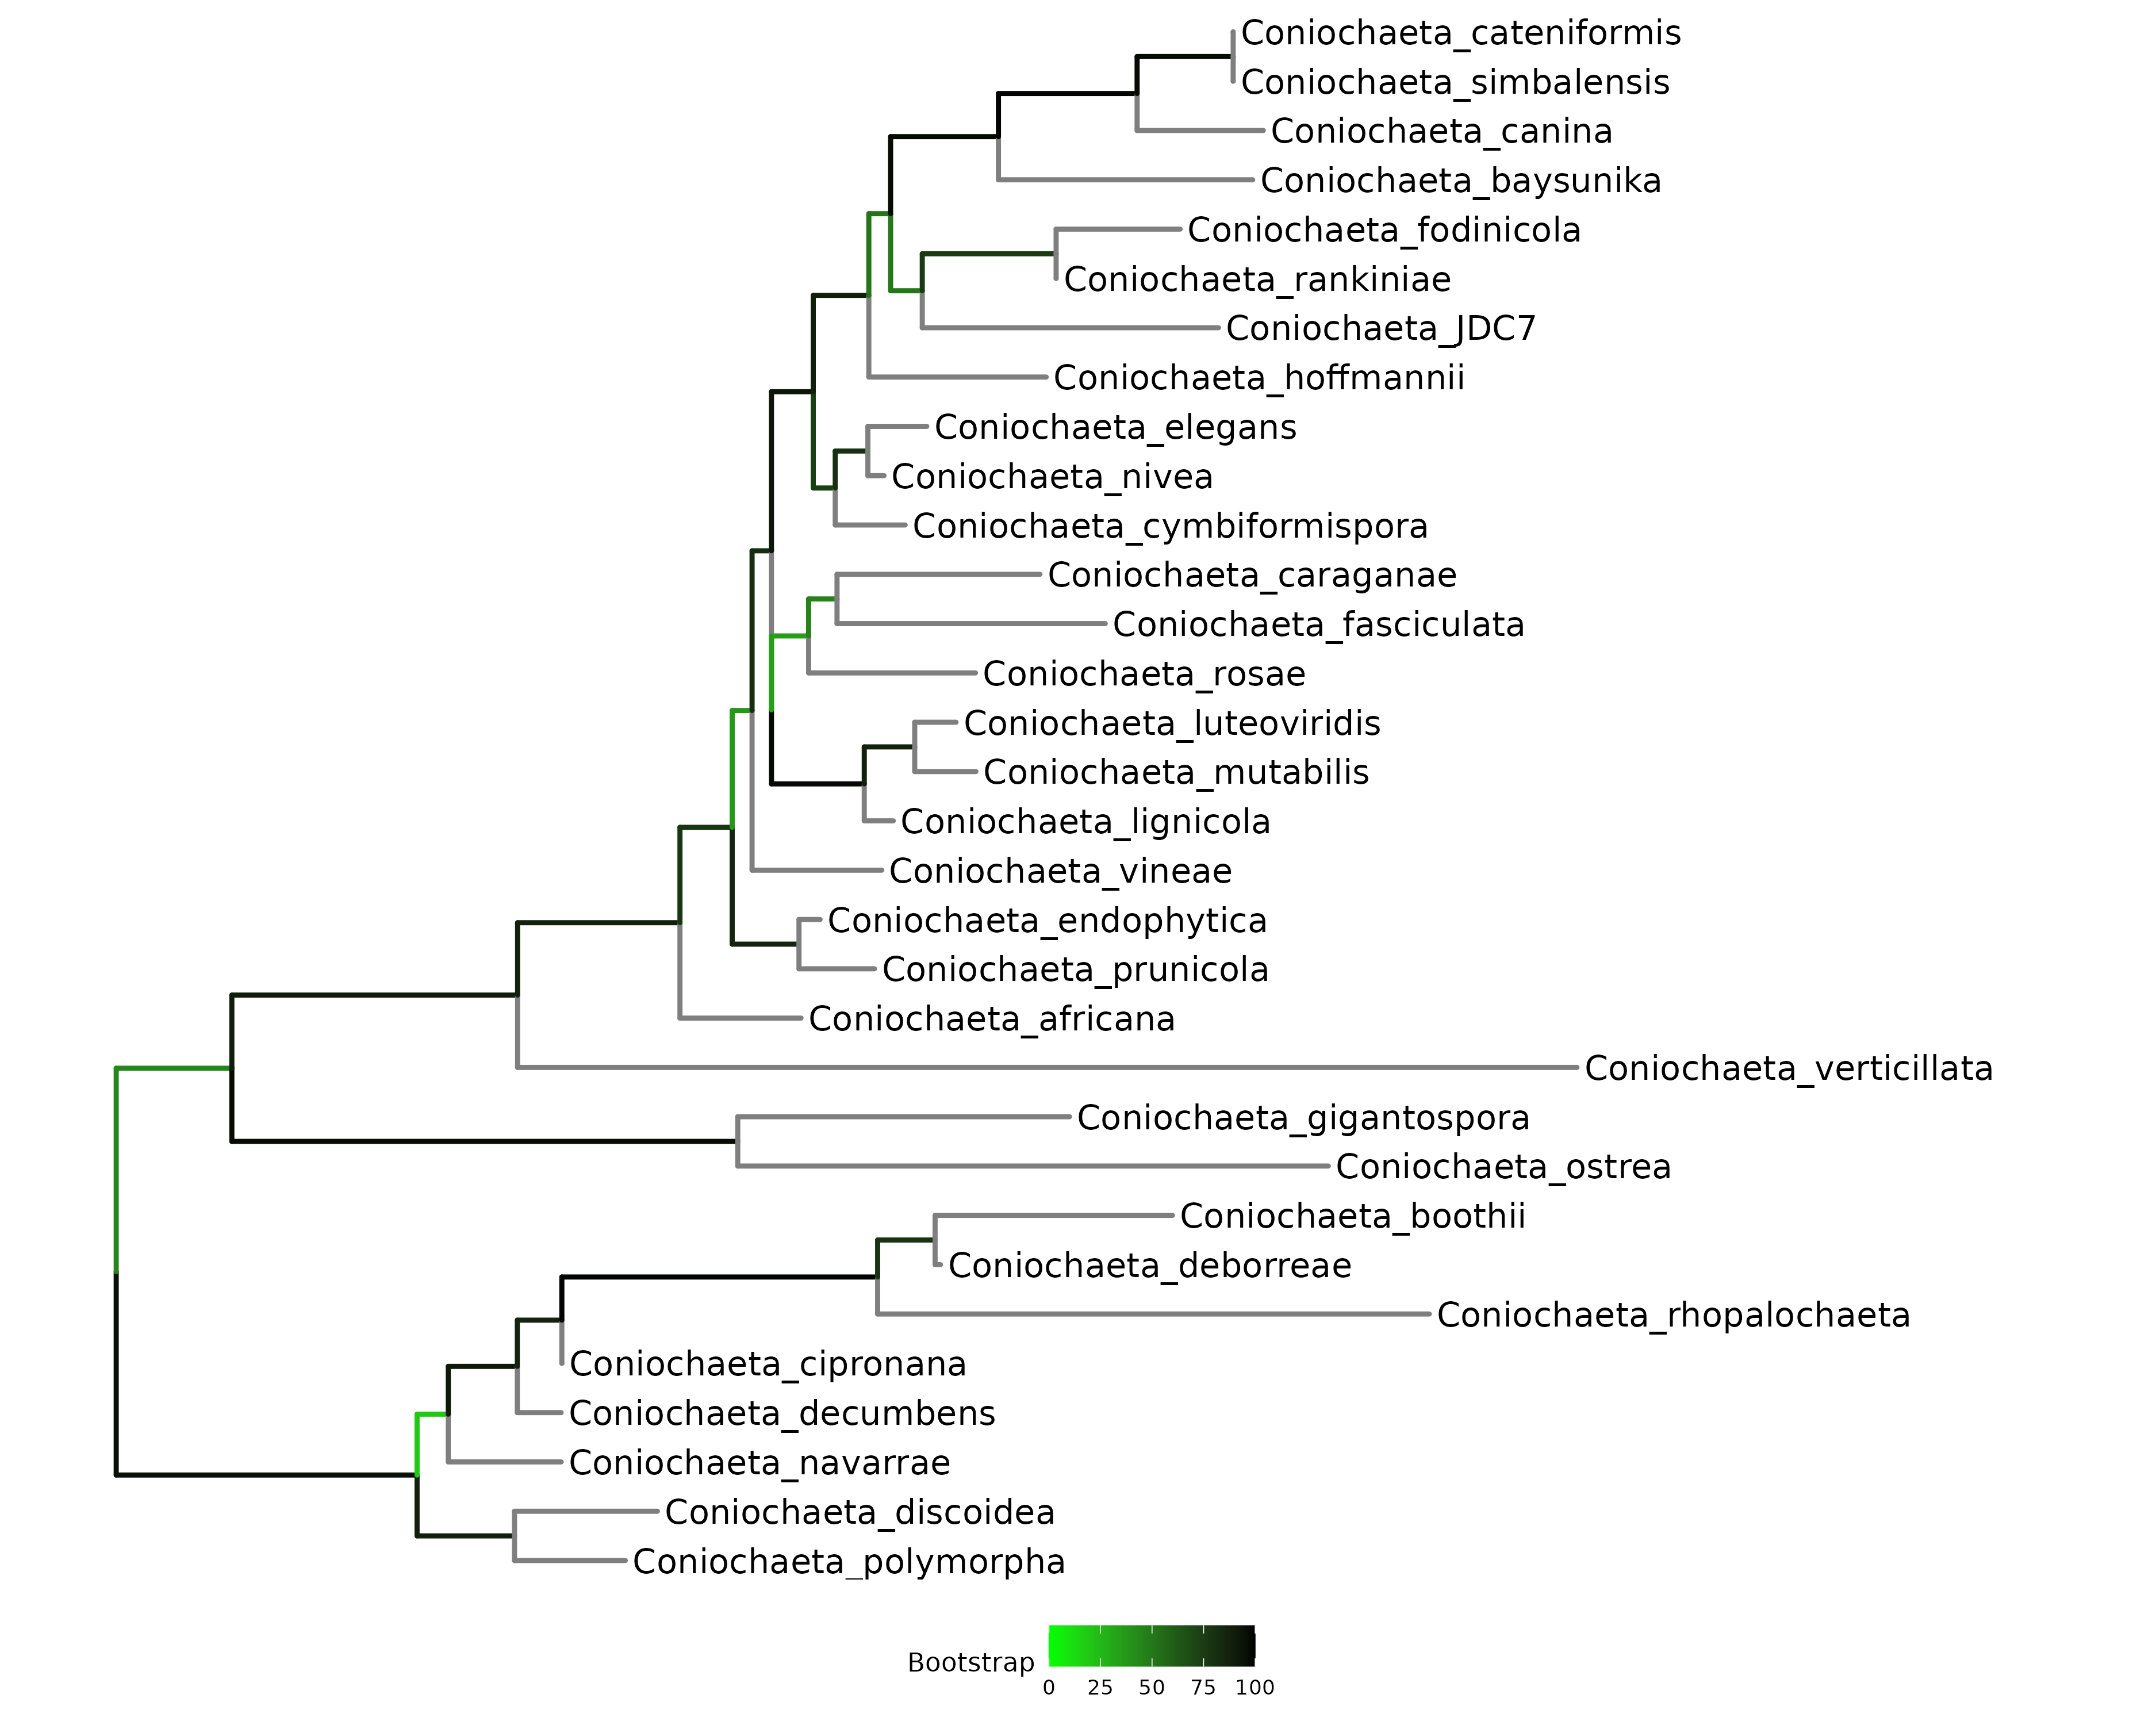 Coniochaeta_cateniformis
Coniochaeta_simbalensis
Coniochaeta_canina
Coniochaeta_baysunika
Coniochaeta_fodinicola
Coniochaeta_rankiniae
Coniochaeta_JDC7
Coniochaeta_hoffmannii
Coniochaeta_elegans
Coniochaeta_nivea
Coniochaeta_cymbiformispora
Coniochaeta_caraganae
Coniochaeta_fasciculata
Coniochaeta_rosae
Coniochaeta_luteoviridis
Coniochaeta_mutabilis
Coniochaeta_lignicola
Coniochaeta_vineae
Coniochaeta_endophytica
Coniochaeta_prunicola
Coniochaeta_africana
Coniochaeta_verticillata
Coniochaeta_gigantospora
Coniochaeta_ostrea
Coniochaeta_boothii
Coniochaeta_deborreae
Coniochaeta_rhopalochaeta
Coniochaeta_cipronana
Coniochaeta_decumbens
Coniochaeta_navarrae
Coniochaeta_discoidea
Coniochaeta_polymorpha
Bootstrap
0 25 50 75 100